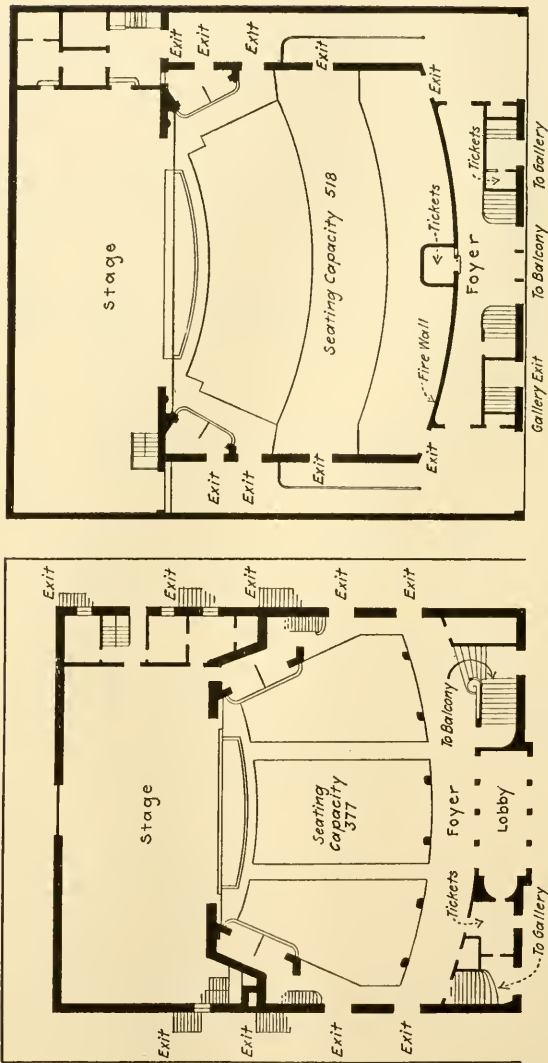 Exit
Exit
Exit
Exit
Exit
Exit
Exit
Stage
Seating Capacity 518
Tickets
Tickets
Fire Wall
Foyer
Exit
Exit
Exit
Exit
Gallery Exit
To Balcony
To Gallery
Exit
Exit
Exit
Exit
Exit
Stage
Seating
Capacity
377
To Balcony
Foyer
Lobby
Tickets
To Gallery
Exit
Exit
Exit
Exit